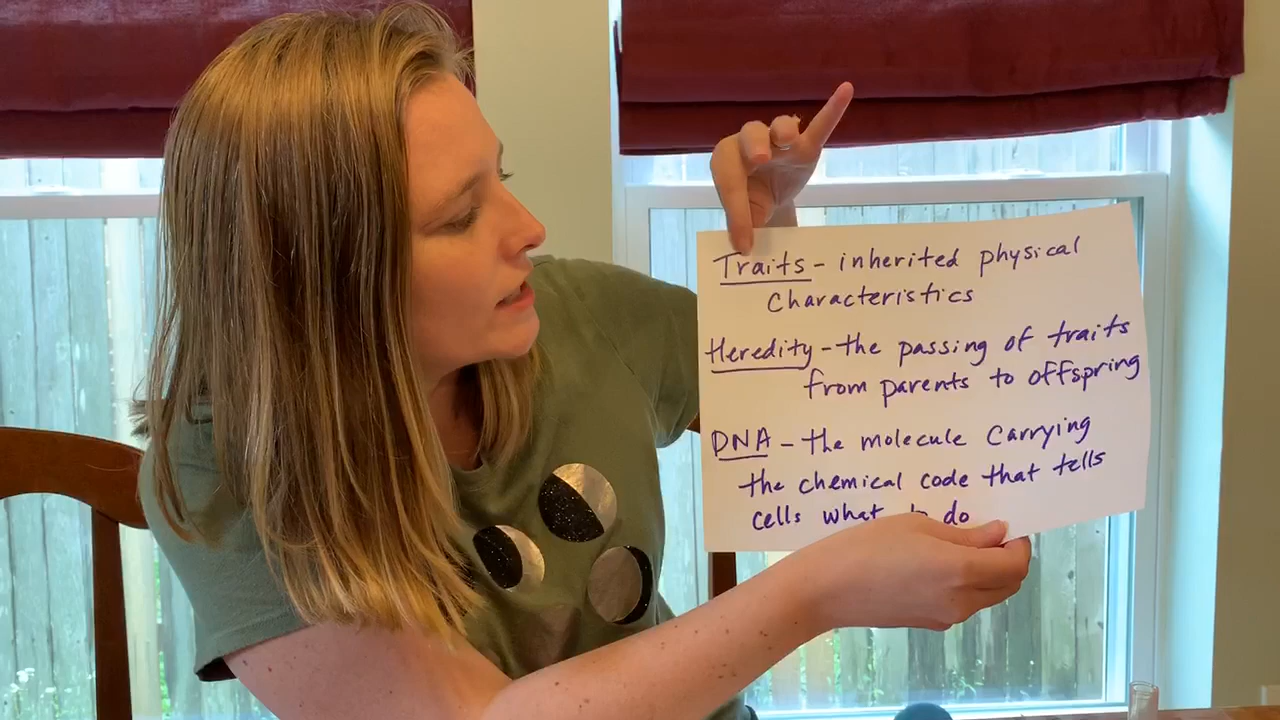 Traits - inherited physical
characteristics
Heredity - the passing of traits
from parents to offspring
DNA - the molecule carrying
the chemical code that tells
cells what to do